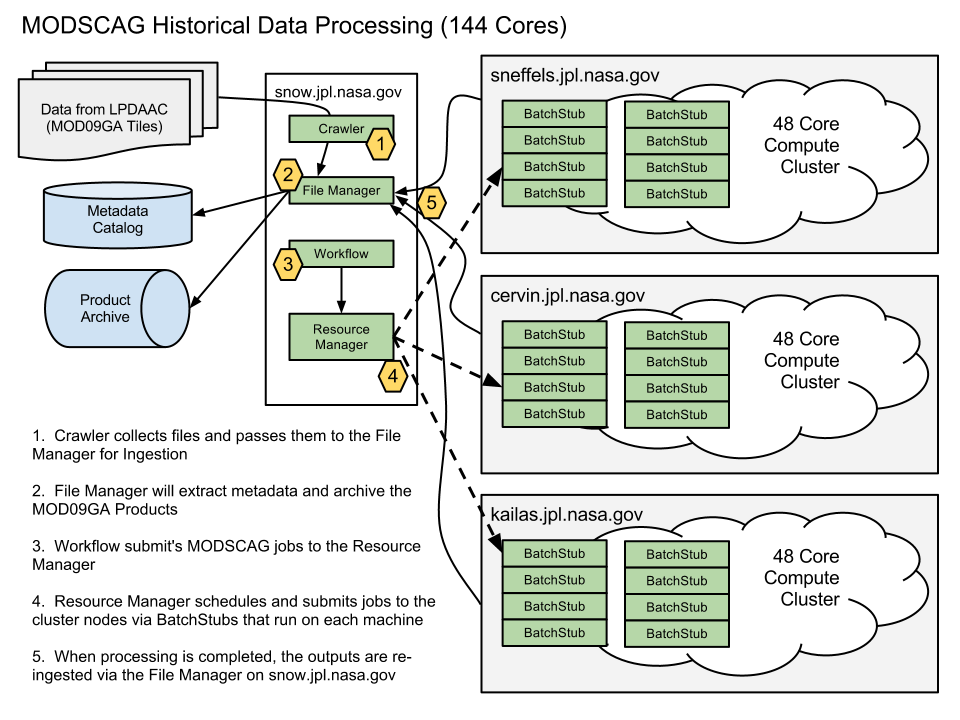 MODSCAG Historical Data Processing (144 Cores)
Data from LPDAAC
(MOD09GA Tiles)
Metadata
Catalog
Product
Archive
snow.jpl.nasa.gov
Crawler
1
2
File Manager
5
Workflow
3
Resource
Manager
4
sneffels.jpl.nasa.gov
BatchStub
BatchStub
BatchStub
BatchStub
BatchStub
BatchStub
BatchStub
BatchStub
48 Core
Compute
Cluster
cervin.jpl.nasa.gov
BatchStub
BatchStub
BatchStub
BatchStub
BatchStub
BatchStub
BatchStub
BatchStub
48 Core
Compute
Cluster
kailas.jpl.nasa.gov
BatchStub
BatchStub
BatchStub
BatchStub
BatchStub
BatchStub
BatchStub
BatchStub
48 Core
Compute
Cluster
1. Crawler collects files and passes them to the File
Manager for Ingestion
2. File Manager will extract metadata and archive the
MOD09GA Products
3. Workflow submit's MODSCAG jobs to the Resource
Manager
4. Resource Manager schedules and submits jobs to the
cluster nodes via BatchStubs that run on each machine
5. When processing is completed, the outputs are re-
ingested via the File Manager on snow.jpl.nasa.gov